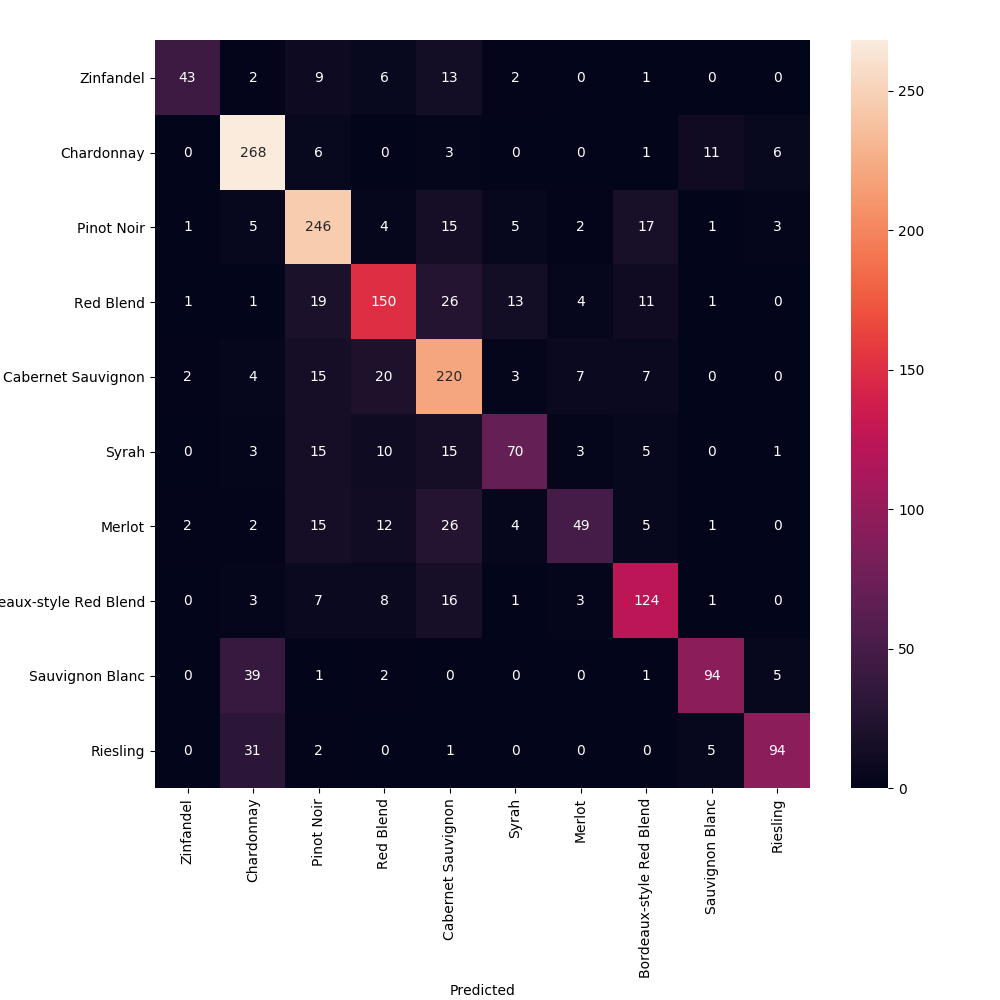 Zinfandel 43 2 9 6 13 2 0 1 0 0
Chardonnay 0 268 6 0 3 0 0 1 11 6
Pinot Noir 1 5 246 4 15 5 2 17 1 3
Red Blend 1 1 19 150 26 13 4 11 1 0
Cabernet Sauvignon 2 4 15 20 220 3 7 7 0 0
Syrah 0 3 15 10 15 70 3 5 0 1
Merlot 2 2 15 12 26 4 49 5 1 0
eaux-style Red Blend 0 3 7 8 16 1 3 124 1 0
Sauvignon Blanc 0 39 1 2 0 0 0 1 94 5
Riesling 0 31 2 0 1 0 0 0 5 94
Zinfandel
Chardonnay
Pinot Noir
Red Blend
Cabernet Sauvignon
Syrah
Merlot
Bordeaux-style Red Blend
Sauvignon Blanc
Riesling
Predicted
250
200
150
100
50
0